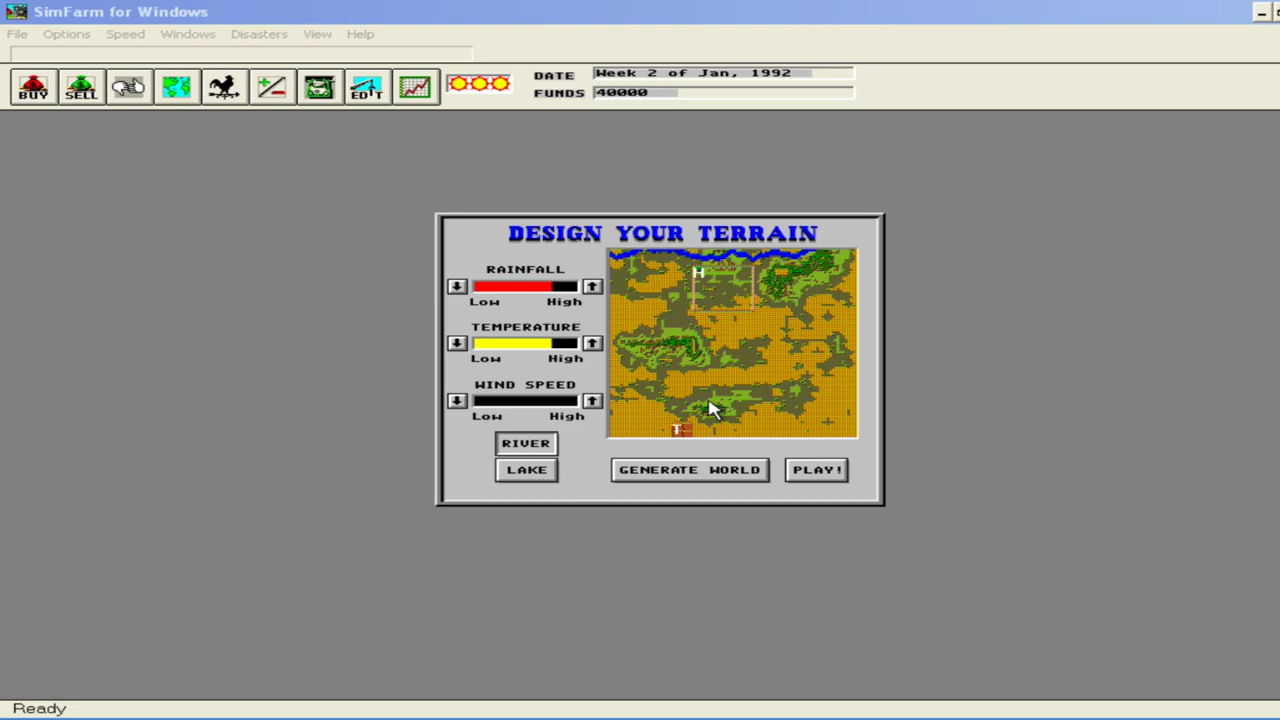 SimFarm for Windows
File Options Speed Windows Disasters View Help
BUY SELL EDIT
DATE Week 2 of Jan, 1992
FUNDS 40000
DESIGN YOUR TERRAIN
RAINFALL
Low High
TEMPERATURE
Low High
WIND SPEED
Low High
RIVER
LAKE
H
T
GENERATE WORLD
PLAY!
Ready